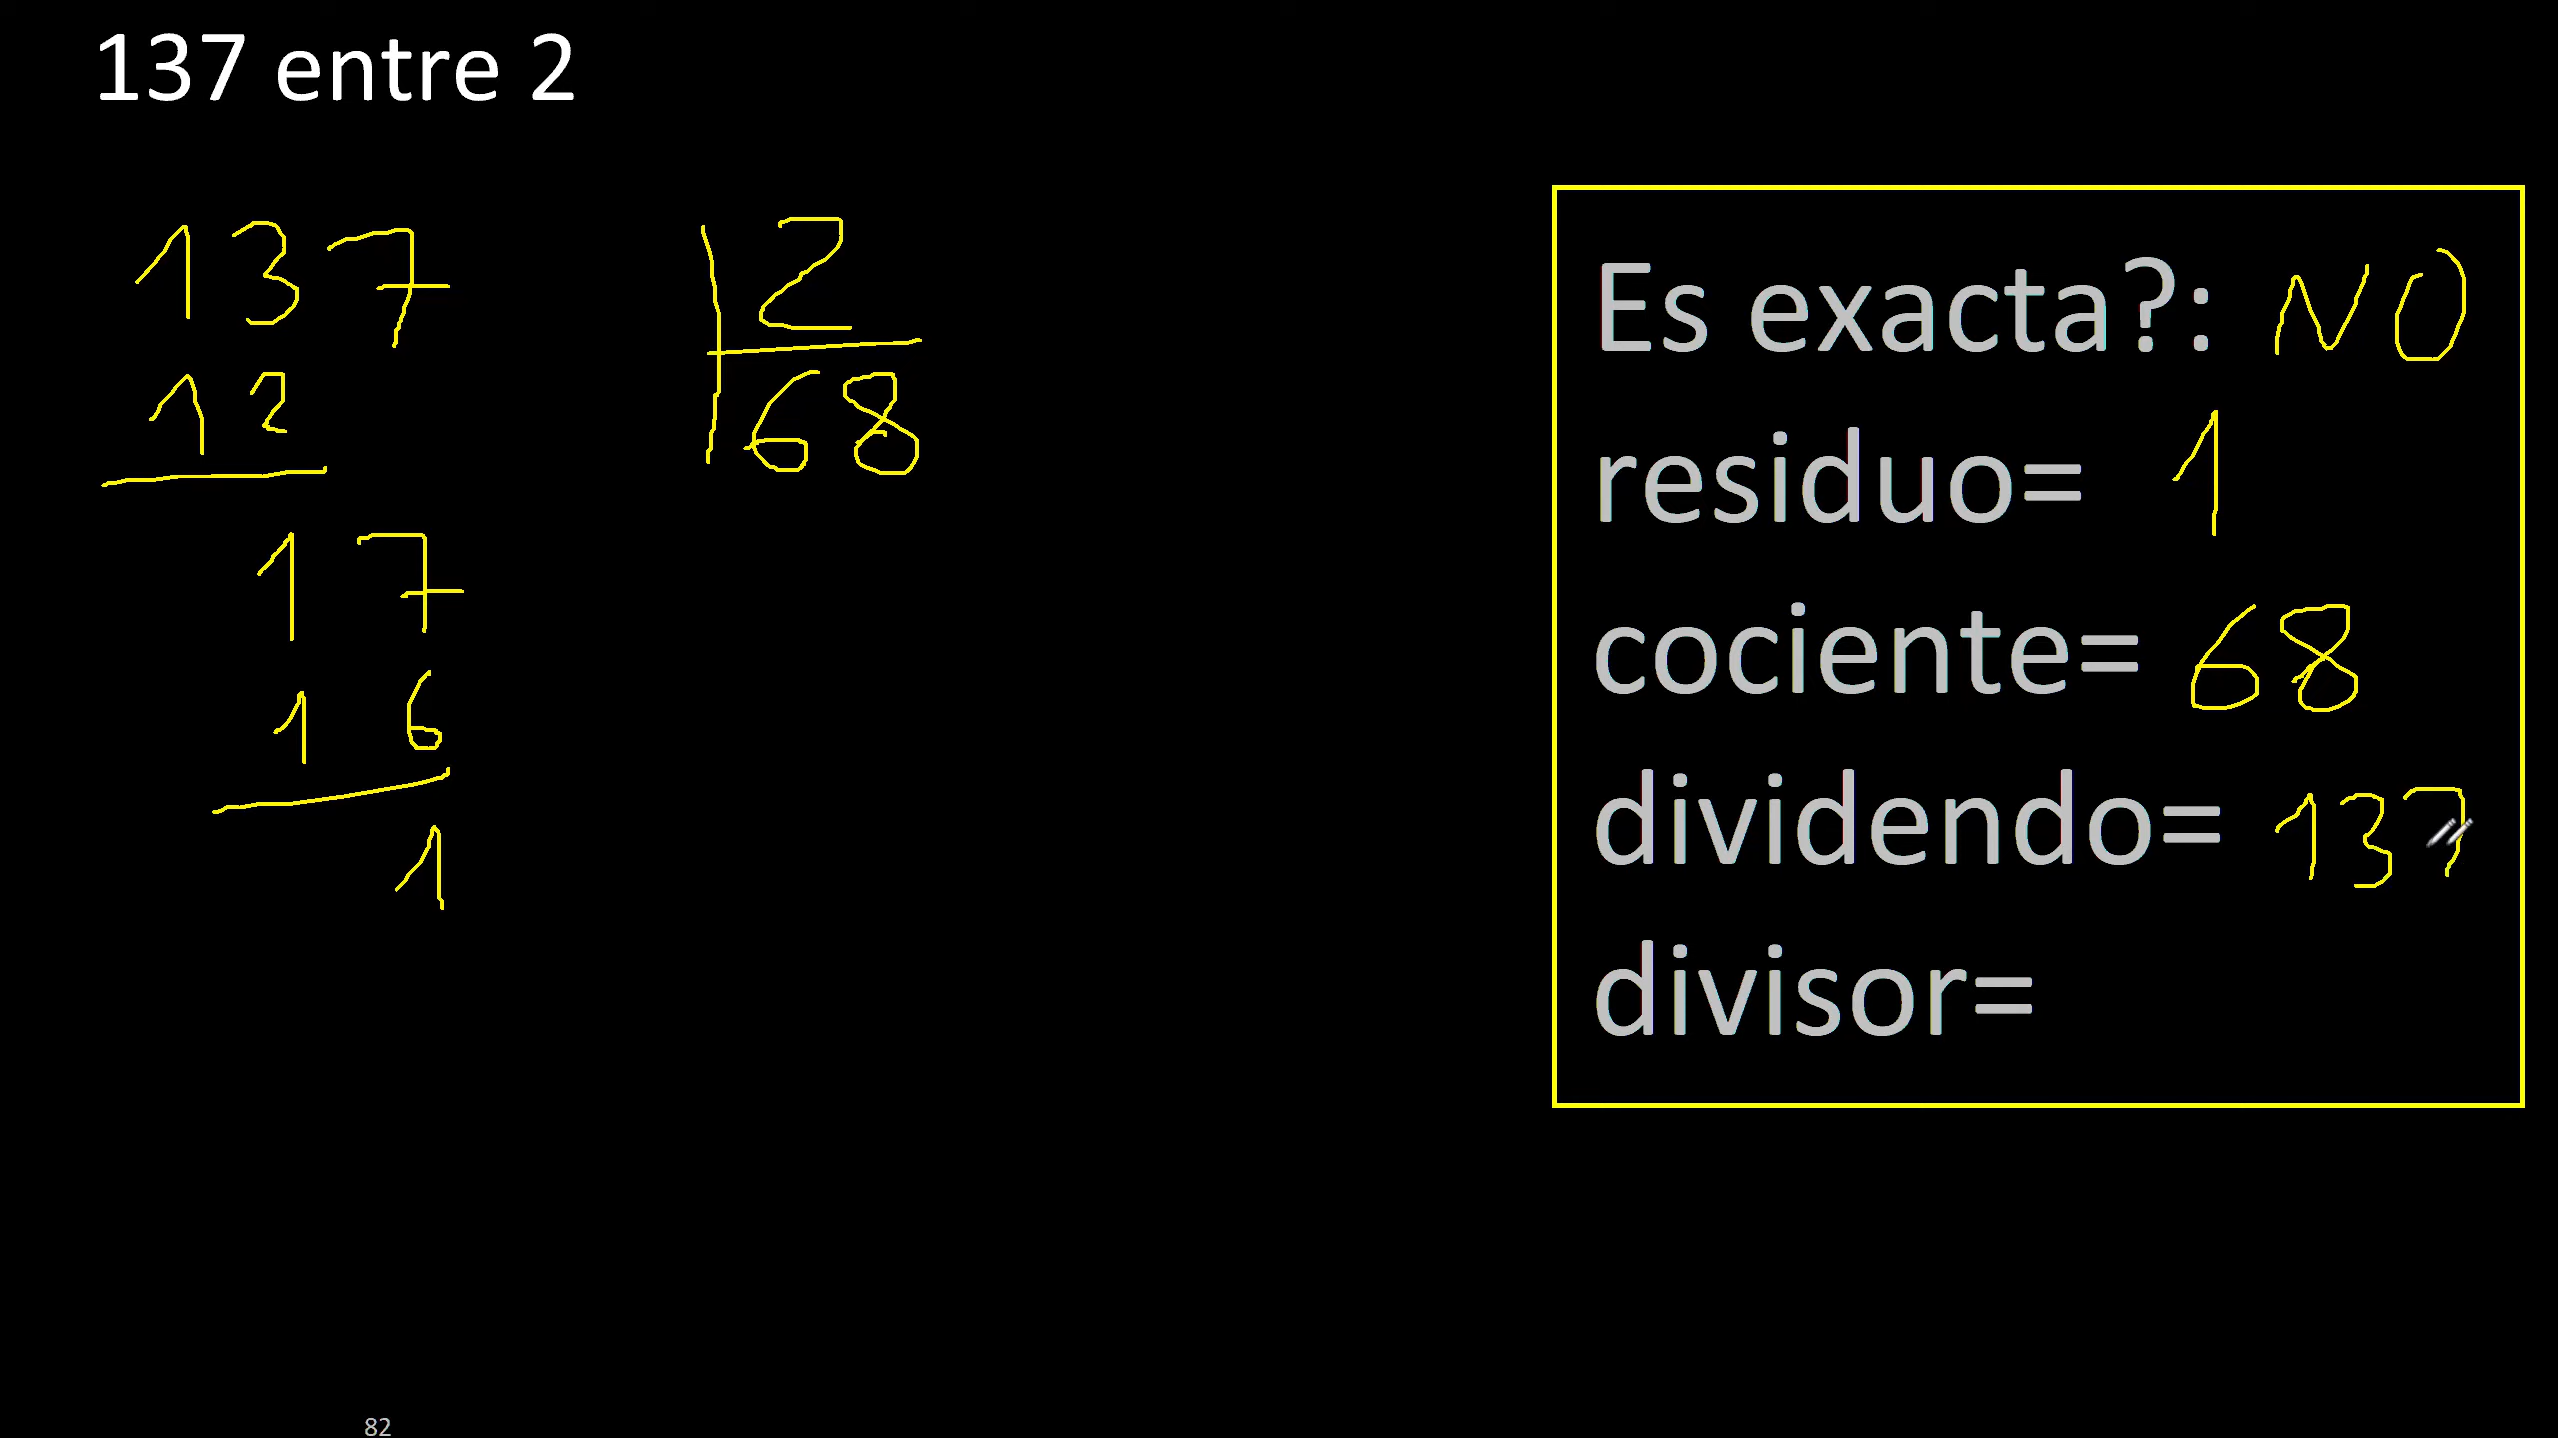 137 entre 2
137 2
12 68
17
16
1
Es exacta?: NO
residuo= 1
cociente= 68
dividendo= 137
divisor=
82